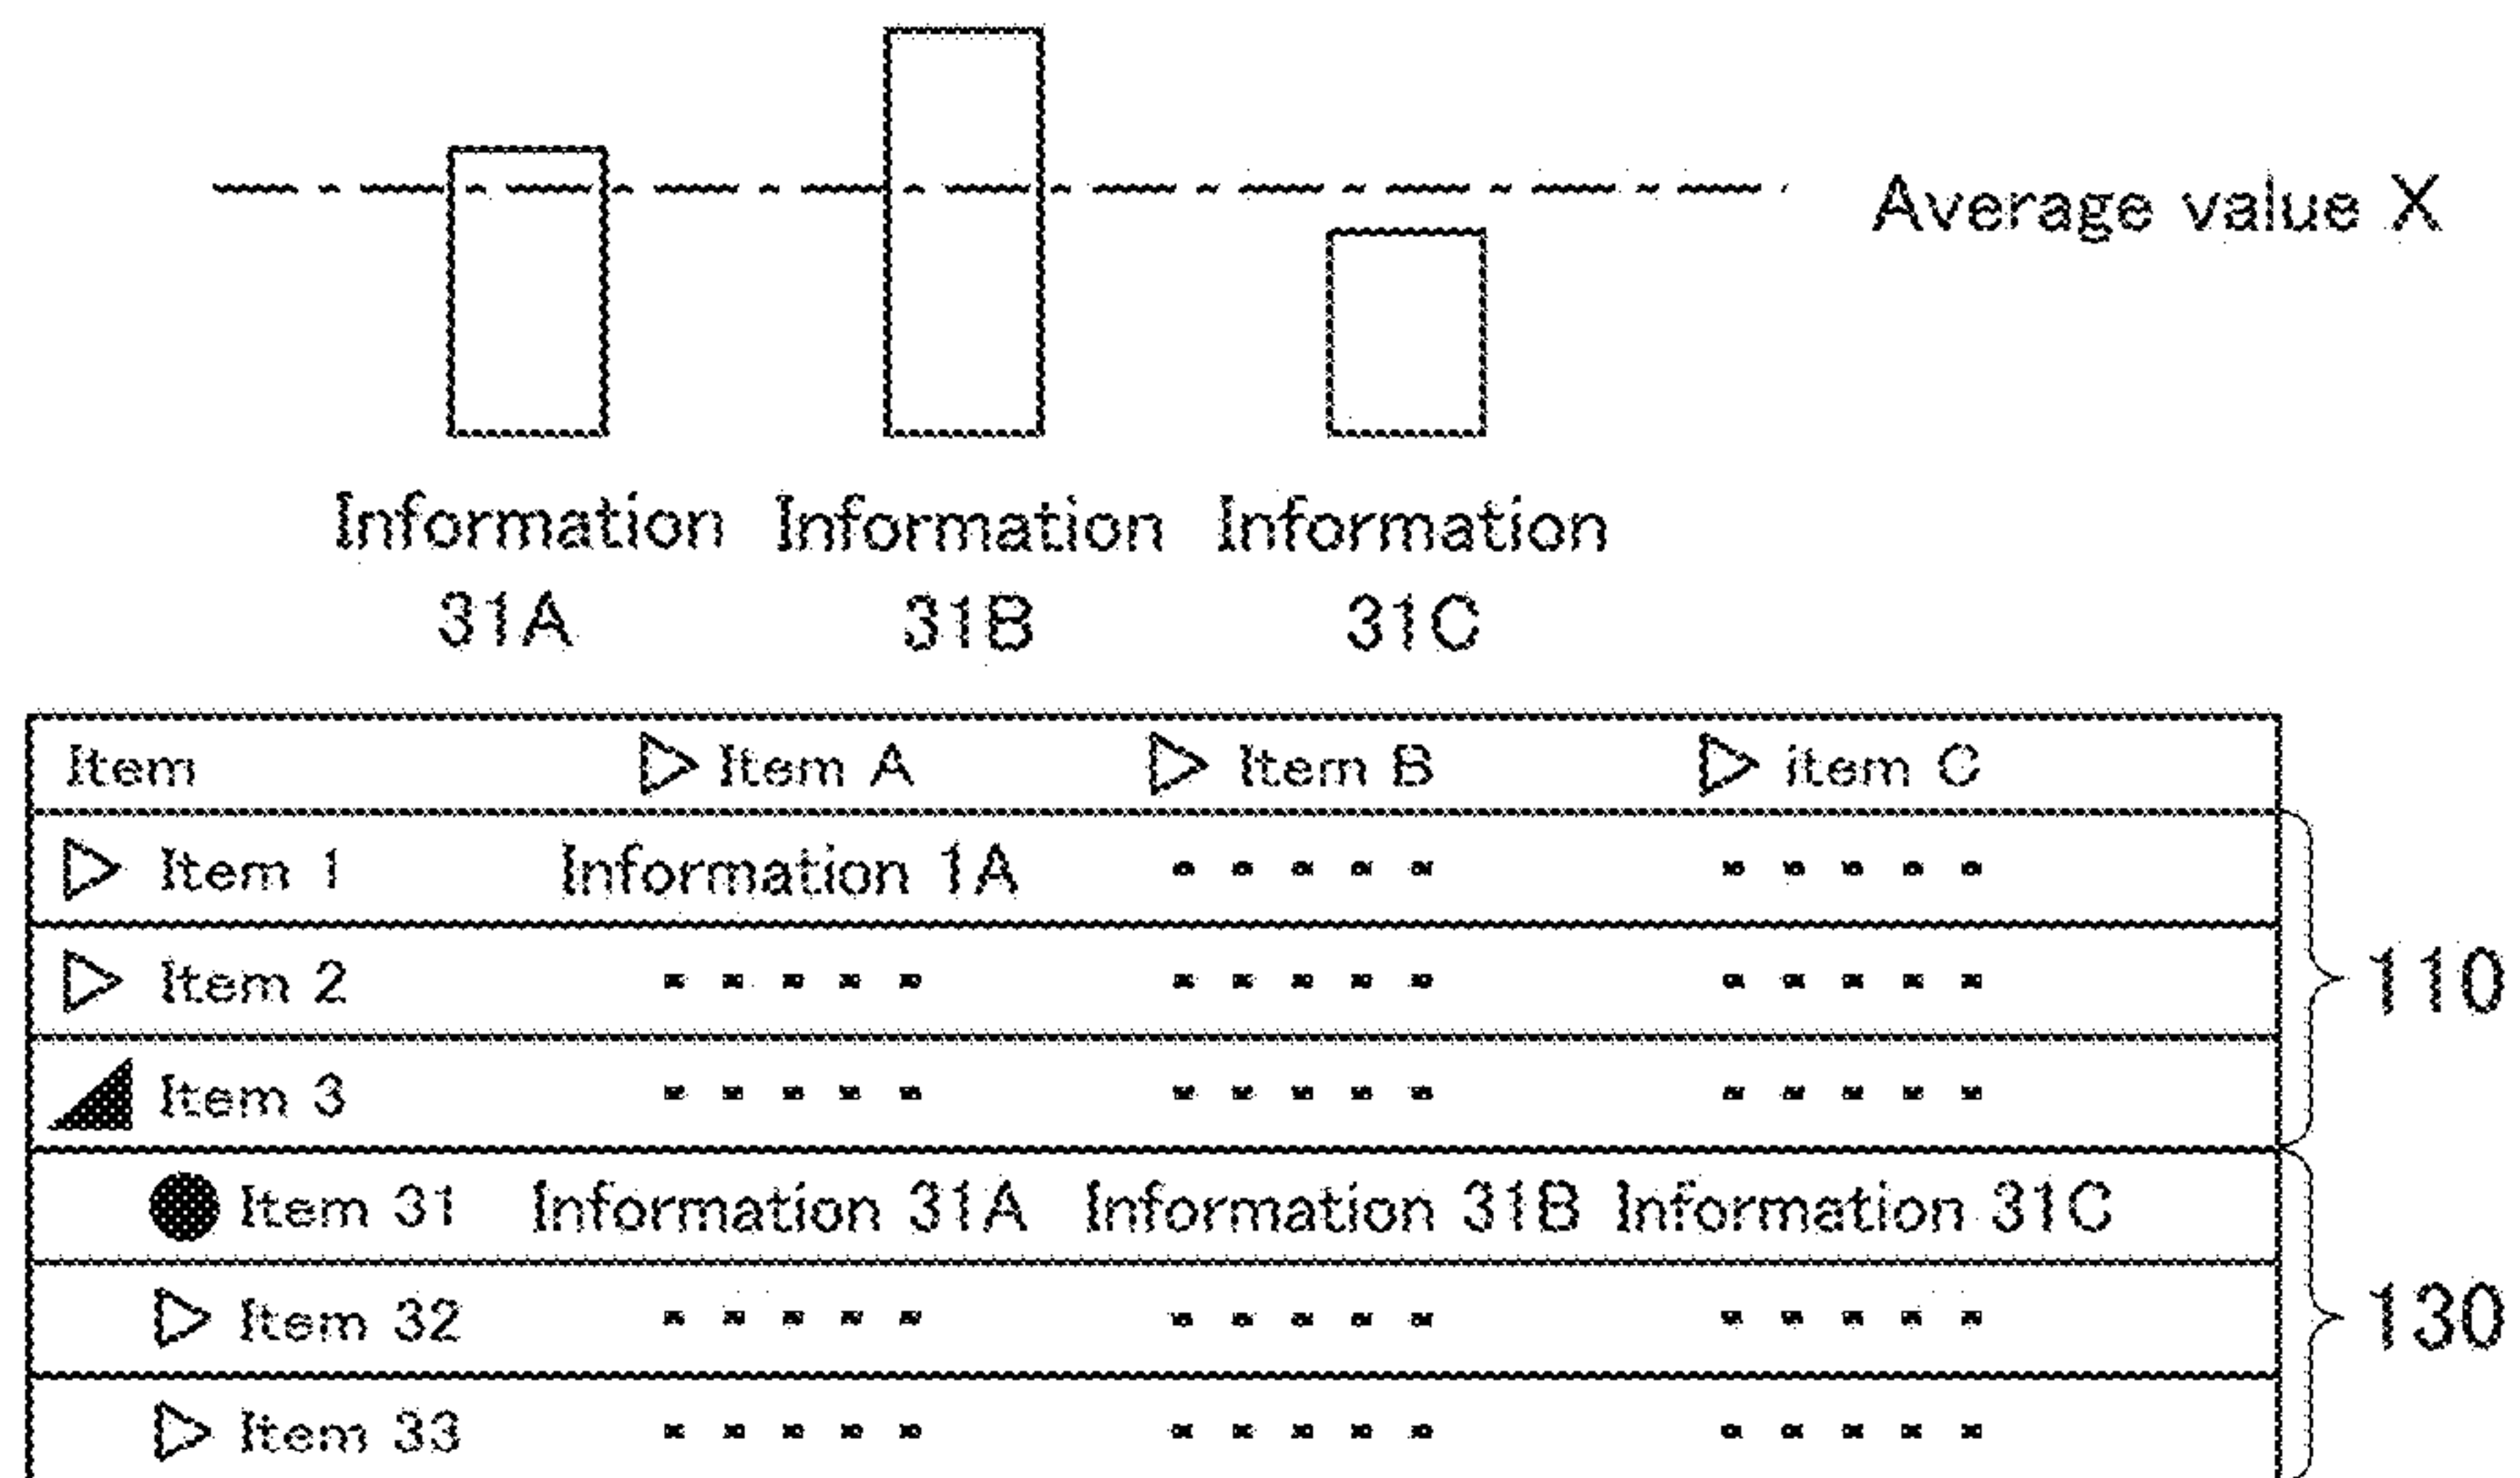 Average value X
Information Information Information
31A 31B 31C
Item Item A Item B item C
Item 1 Information 1A • • • • • • • • • •
Item 2 • • • • • • • • • • • • • • •
110
Item 3 • • • • • • • • • • • • • • •
Item 31 Information 31A Information 31B Information 31C
Item 32 • • • • • • • • • • • • • • •
130
Item 33 • • • • • • • • • • • • • • •